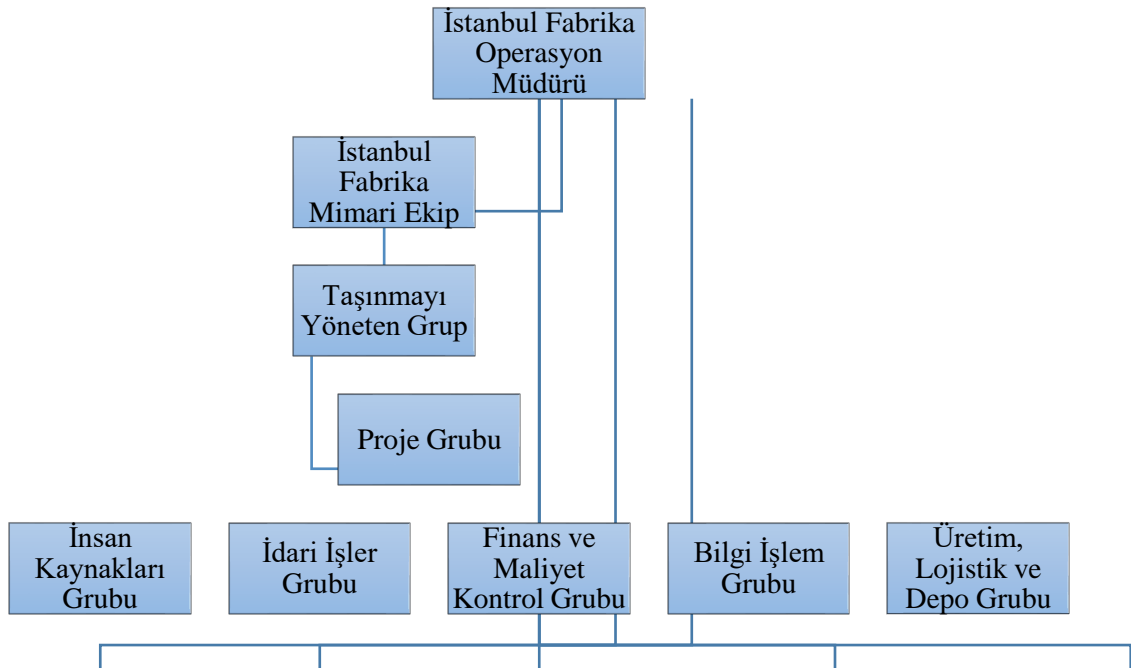 İstanbul Fabrika
Operasyon
Müdürü
İstanbul
Fabrika
Mimari Ekip
Taşınmayı
Yöneten Grup
Proje Grubu
İnsan
Kaynakları
Grubu
İdari İşler
Grubu
Finans ve
Maliyet
Kontrol Grubu
Bilgi İşlem
Grubu
Üretim,
Lojistik ve
Depo Grubu